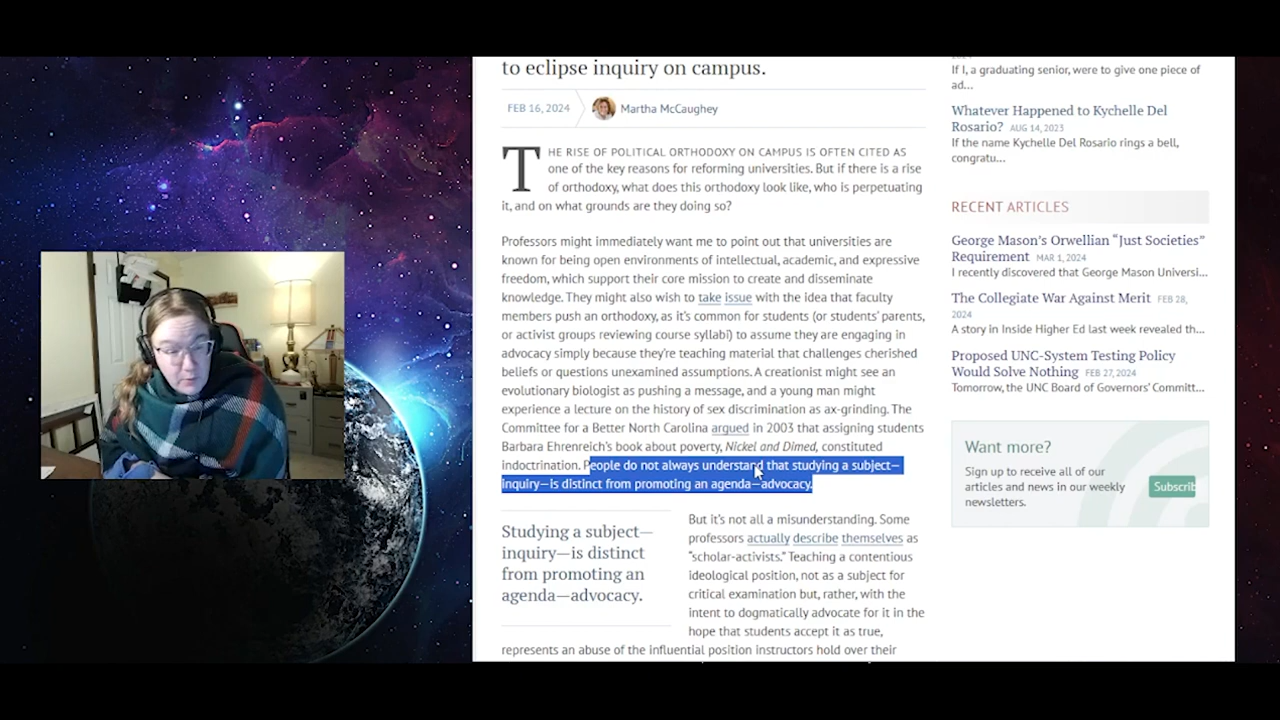 to eclipse inquiry on campus.
FEB 16, 2024
Martha McCaughey
THE RISE OF POLITICAL ORTHODOXY ON CAMPUS IS OFTEN CITED AS
one of the key reasons for reforming universities. But if there is a rise
of orthodoxy, what does this orthodoxy look like, who is perpetuating
it, and on what grounds are they doing so?
Professors might immediately want me to point out that universities are
known for being open environments of intellectual, academic, and expressive
freedom, which support their core mission to create and disseminate
knowledge. They might also wish to take issue with the idea that faculty
members push an orthodoxy, as it's common for students (or students' parents,
or activist groups reviewing course syllabi) to assume they are engaging in
advocacy simply because they're teaching material that challenges cherished
beliefs or questions unexamined assumptions. A creationist might see an
evolutionary biologist as pushing a message, and a young man might
experience a lecture on the history of sex discrimination as ax-grinding. The
Committee for a Better North Carolina argued in 2003 that assigning students
Barbara Ehrenreich's book about poverty, Nickel and Dimed, constituted
indoctrination. People do not always understand that studying a subject—
inquiry—is distinct from promoting an agenda—advocacy.
Studying a subject—
inquiry—is distinct
from promoting an
agenda—advocacy.
But it's not all a misunderstanding. Some
professors actually describe themselves as
"scholar-activists." Teaching a contentious
ideological position, not as a subject for
critical examination but, rather, with the
intent to dogmatically advocate for it in the
hope that students accept it as true,
represents an abuse of the influential position instructors hold over their
If I, a graduating senior, were to give one piece of
ad...
Whatever Happened to Kychelle Del
Rosario? AUG 14, 2023
If the name Kychelle Del Rosario rings a bell,
congratu...
RECENT ARTICLES
George Mason's Orwellian "Just Societies"
Requirement MAR 1, 2024
I recently discovered that George Mason Universi...
The Collegiate War Against Merit FEB 28,
2024
A story in Inside Higher Ed last week revealed th...
Proposed UNC-System Testing Policy
Would Solve Nothing FEB 27, 2024
Tomorrow, the UNC Board of Governors' Committ...
Want more?
Sign up to receive all of our
articles and news in our weekly
newsletters.
Subscrib